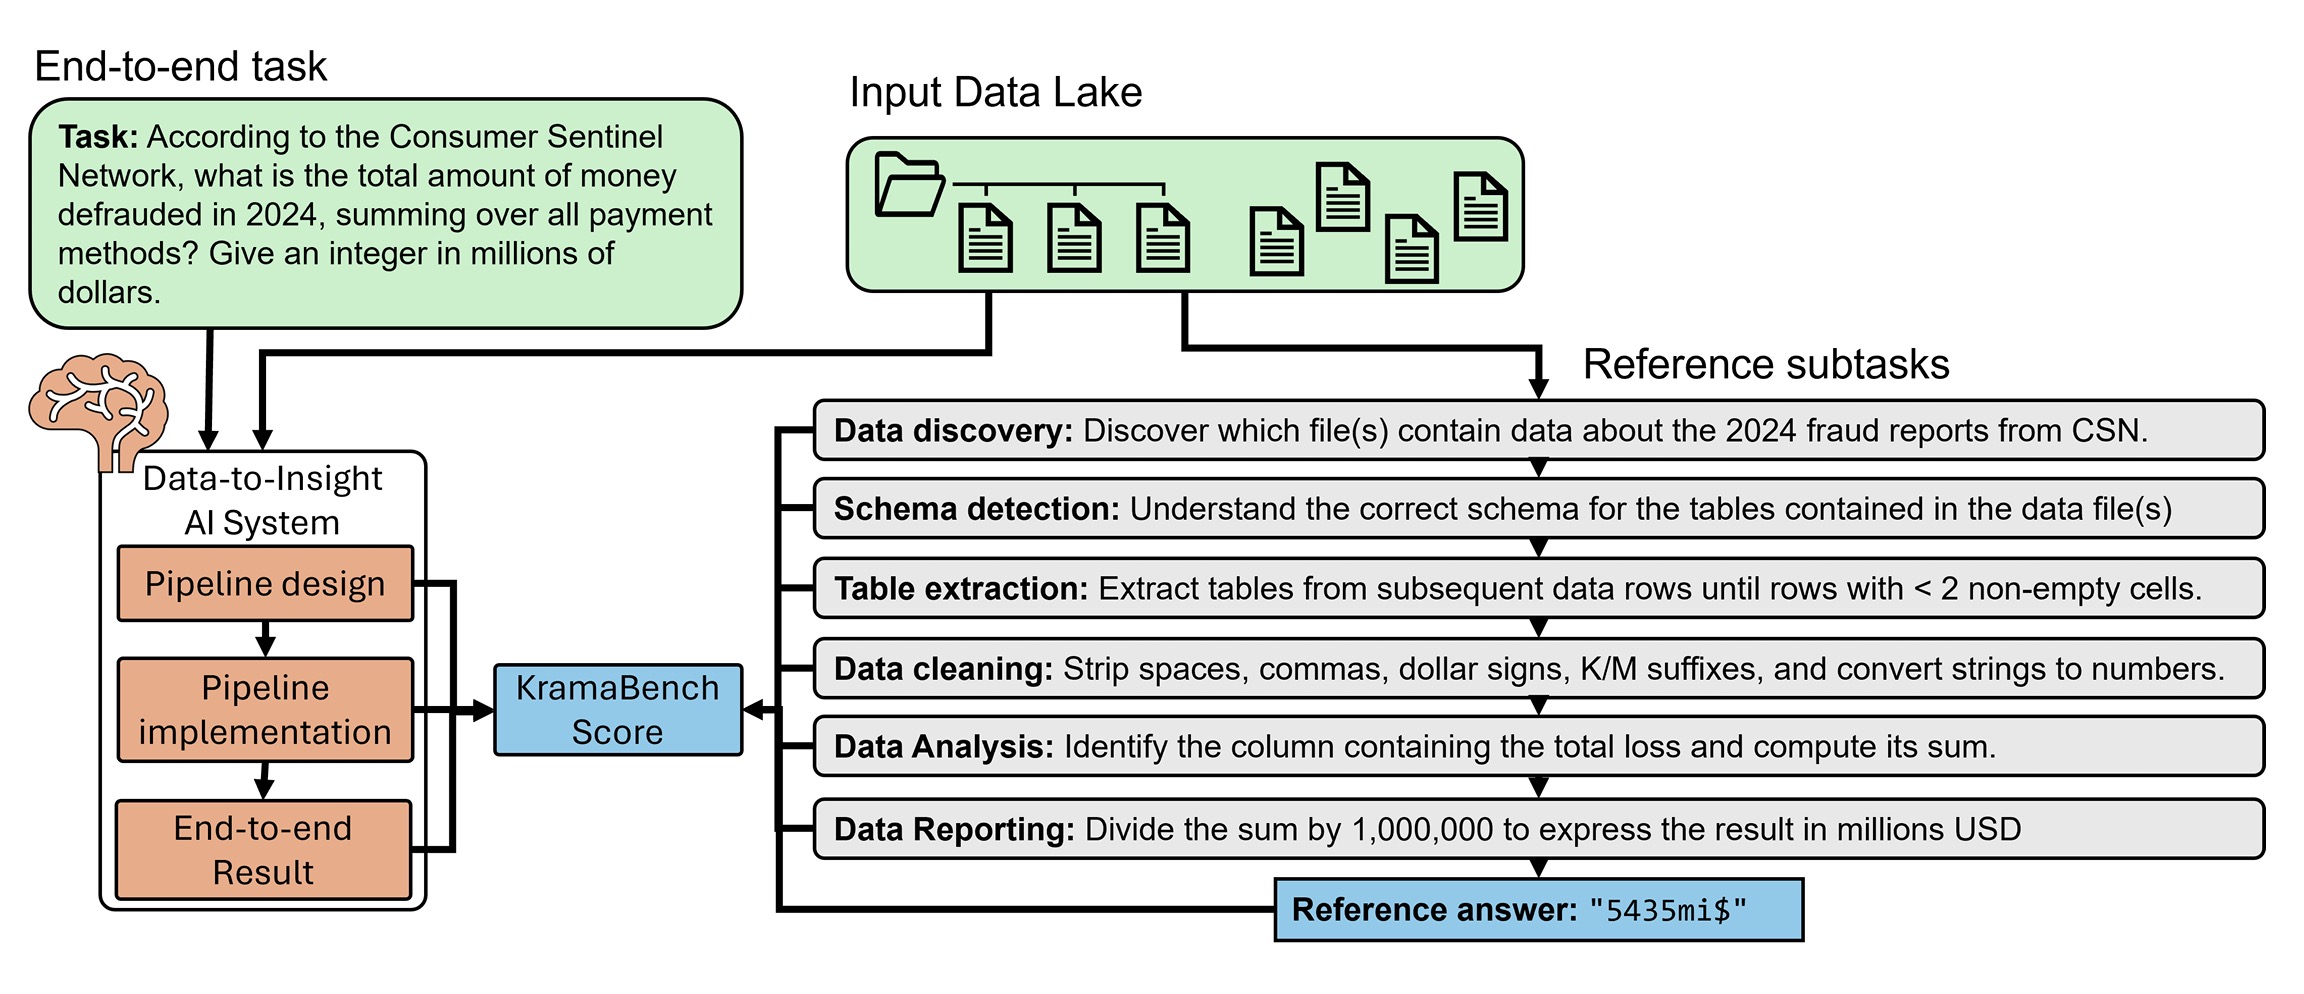 End-to-end task
Task: According to the Consumer Sentinel
Network, what is the total amount of money
defrauded in 2024, summing over all payment
methods? Give an integer in millions of
dollars.
Input Data Lake
Data-to-Insight
AI System
Pipeline design
Pipeline
implementation
End-to-end
Result
KramaBench
Score
Reference subtasks
Data discovery: Discover which file(s) contain data about the 2024 fraud reports from CSN.
Schema detection: Understand the correct schema for the tables contained in the data file(s)
Table extraction: Extract tables from subsequent data rows until rows with < 2 non-empty cells.
Data cleaning: Strip spaces, commas, dollar signs, K/M suffixes, and convert strings to numbers.
Data Analysis: Identify the column containing the total loss and compute its sum.
Data Reporting: Divide the sum by 1,000,000 to express the result in millions USD
Reference answer: "5435mi$"